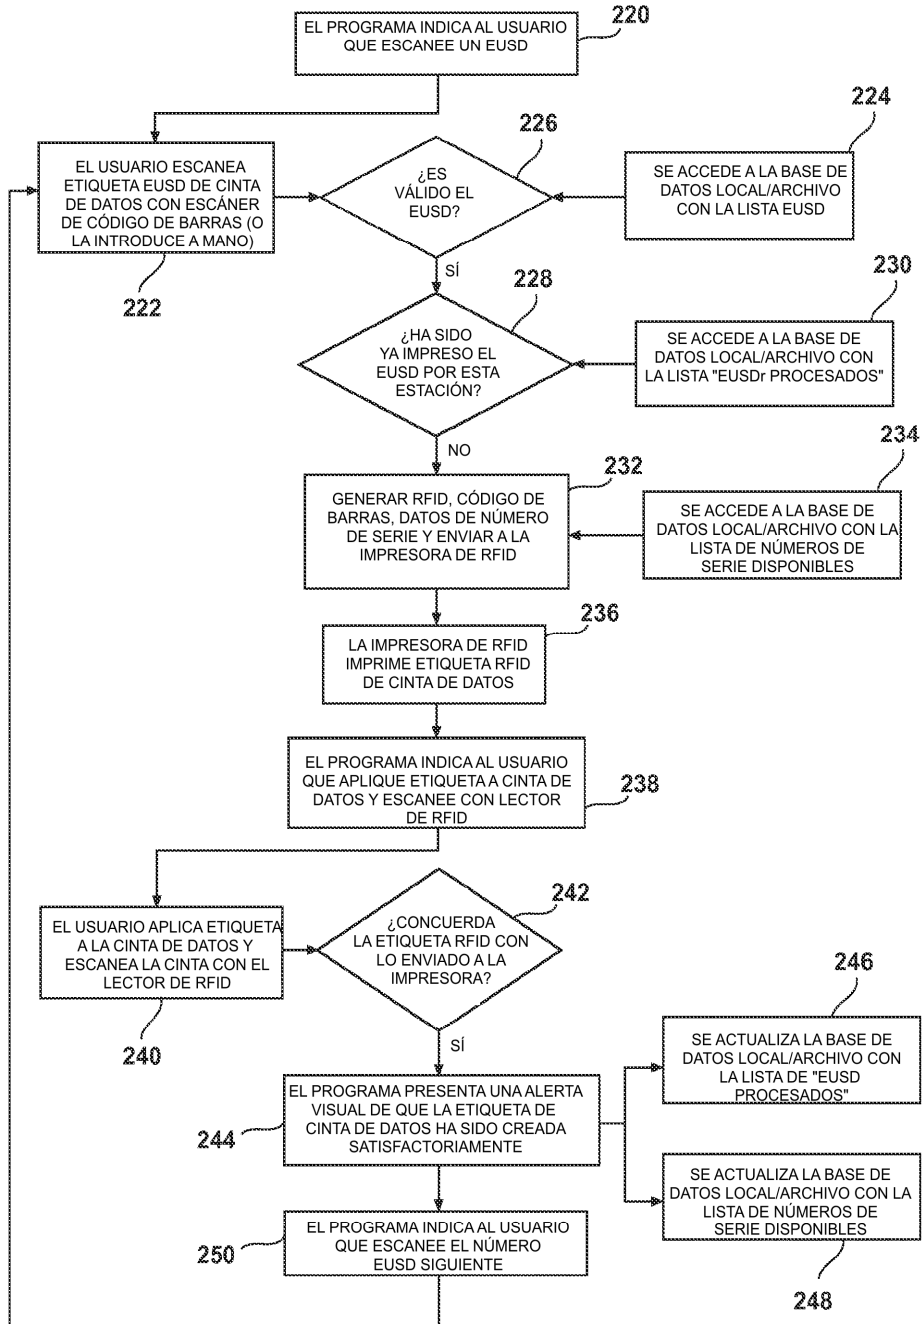 EL PROGRAMA INDICA AL USUARIO
QUE ESCANEE UN EUSD
220
EL USUARIO ESCANEA
ETIQUETA EUSD DE CINTA
DE DATOS CON ESCÁNER
DE CÓDIGO DE BARRAS (O
LA INTRODUCE A MANO)
222
¿ES
VÁLIDO EL
EUSD?
226
SE ACCEDE A LA BASE DE
DATOS LOCAL/ARCHIVO
CON LA LISTA EUSD
224
SÍ
¿HA SIDO
YA IMPRESO EL
EUSD POR ESTA
ESTACIÓN?
228
SE ACCEDE A LA BASE DE
DATOS LOCAL/ARCHIVO CON
LA LISTA "EUSDr PROCESADOS"
230
NO
GENERAR RFID, CÓDIGO DE
BARRAS, DATOS DE NÚMERO
DE SERIE Y ENVIAR A LA
IMPRESORA DE RFID
232
SE ACCEDE A LA BASE DE
DATOS LOCAL/ARCHIVO CON LA
LISTA DE NÚMEROS DE
SERIE DISPONIBLES
234
LA IMPRESORA DE RFID
IMPRIME ETIQUETA RFID
DE CINTA DE DATOS
236
EL PROGRAMA INDICA AL USUARIO
QUE APLIQUE ETIQUETA A CINTA DE
DATOS Y ESCANEE CON LECTOR
DE RFID
238
EL USUARIO APLICA ETIQUETA
A LA CINTA DE DATOS Y
ESCANEA LA CINTA CON EL
LECTOR DE RFID
240
¿CONCUERDA
LA ETIQUETA RFID CON
LO ENVIADO A LA
IMPRESORA?
242
SÍ
EL PROGRAMA PRESENTA UNA ALERTA
VISUAL DE QUE LA ETIQUETA DE
CINTA DE DATOS HA SIDO CREADA
SATISFACTORIAMENTE
244
SE ACTUALIZA LA BASE DE
DATOS LOCAL/ARCHIVO CON
LA LISTA DE "EUSD
PROCESADOS"
246
SE ACTUALIZA LA BASE DE
DATOS LOCAL/ARCHIVO CON LA
LISTA DE NÚMEROS DE
SERIE DISPONIBLES
248
EL PROGRAMA INDICA AL USUARIO
QUE ESCANEE EL NÚMERO
EUSD SIGUIENTE
250